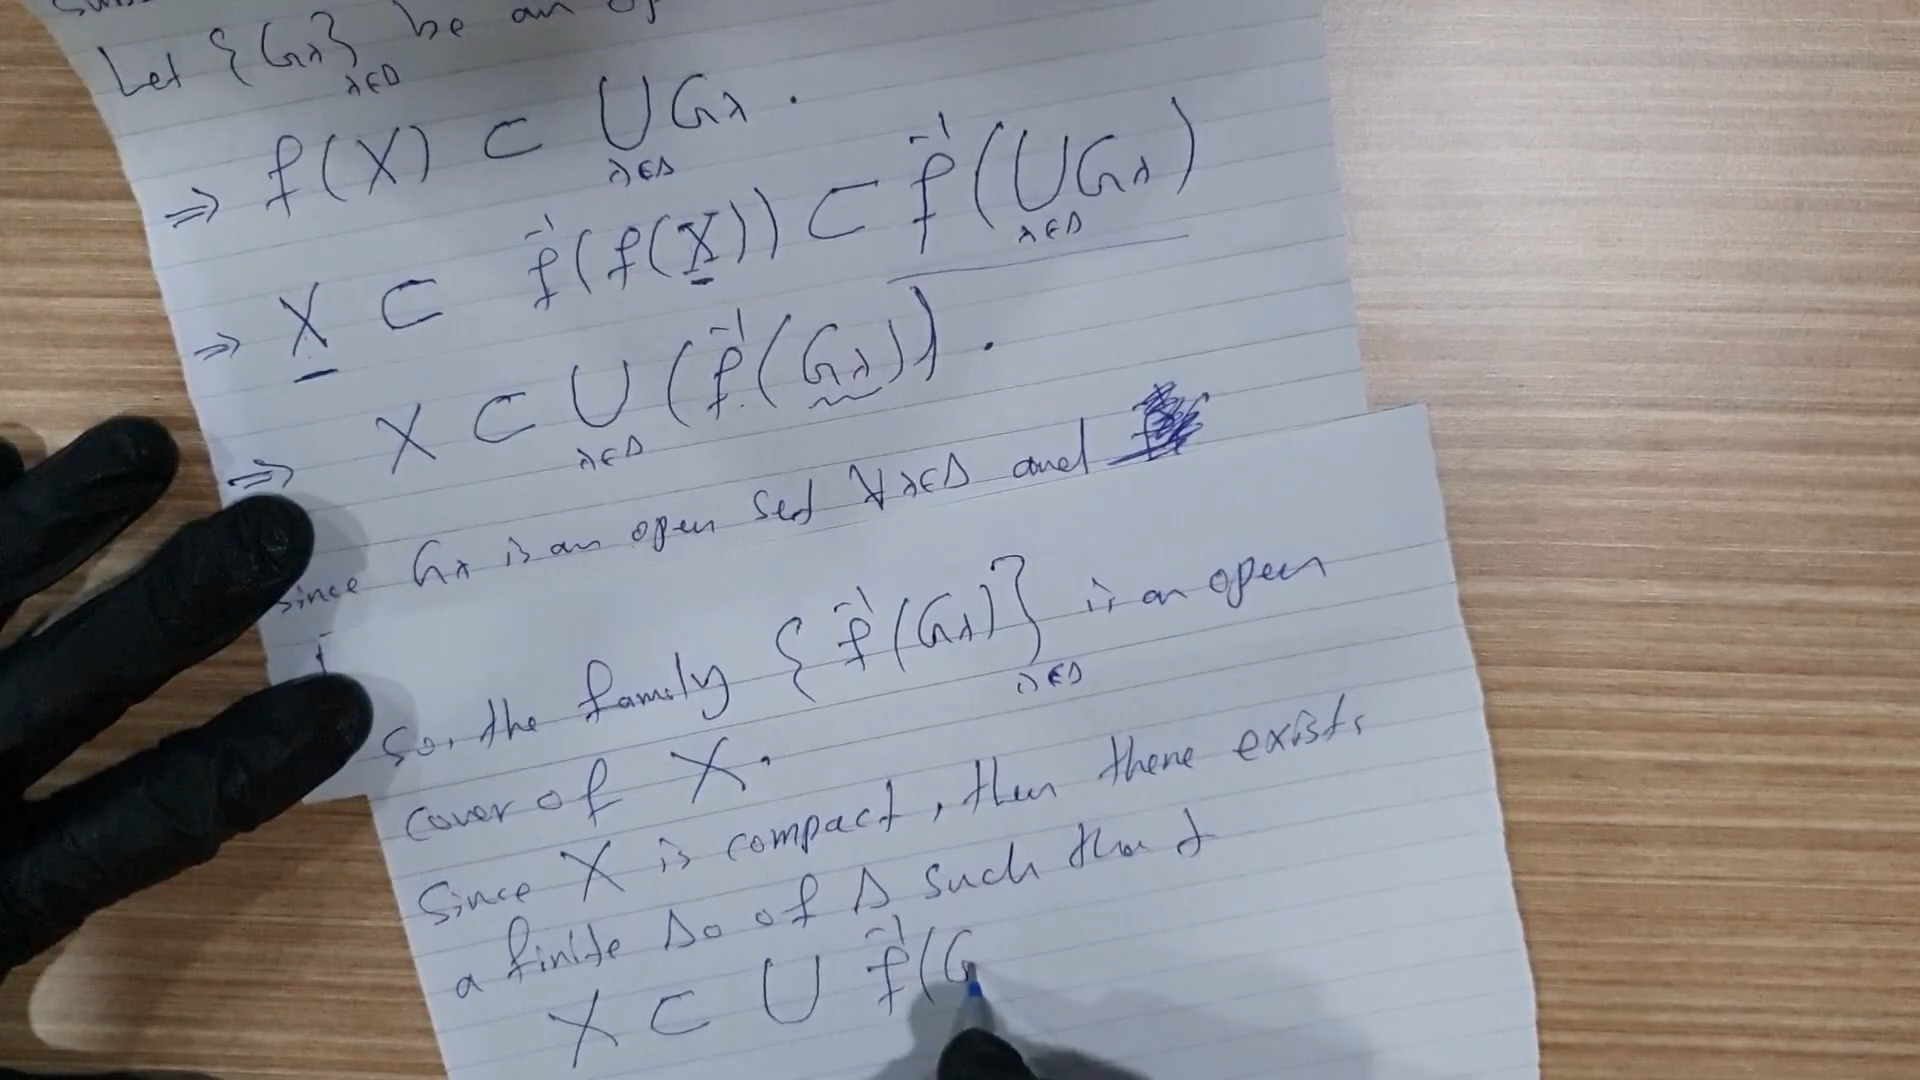 Let {Gλ}λ∈Δ be an op
⇒ f(X) ⊂ ∪λ∈Δ Gλ .
⇒ X ⊂ f⁻¹(f(X)) ⊂ f⁻¹(∪λ∈Δ Gλ)
⇒ X ⊂ ∪λ∈Δ (f⁻¹(Gλ)) .
since Gλ is an open set ∀λ∈Δ and
f
So, the family {f⁻¹(Gλ)}λ∈Δ is an open
cover of X.
Since X is compact, then there exists
a finite Δo of Δ such that
X ⊂ ∪ f⁻¹(G